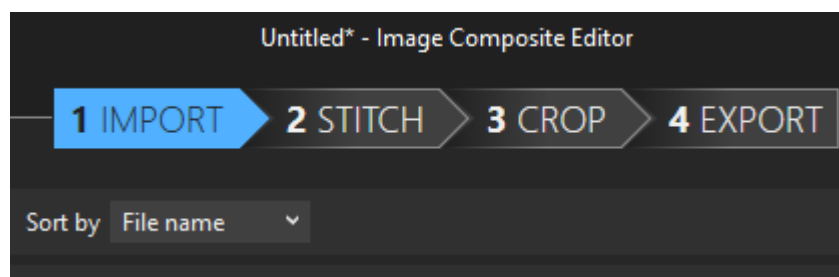 Untitled* - Image Composite Editor
1 IMPORT 2 STITCH 3 CROP 4 EXPORT
Sort by File name